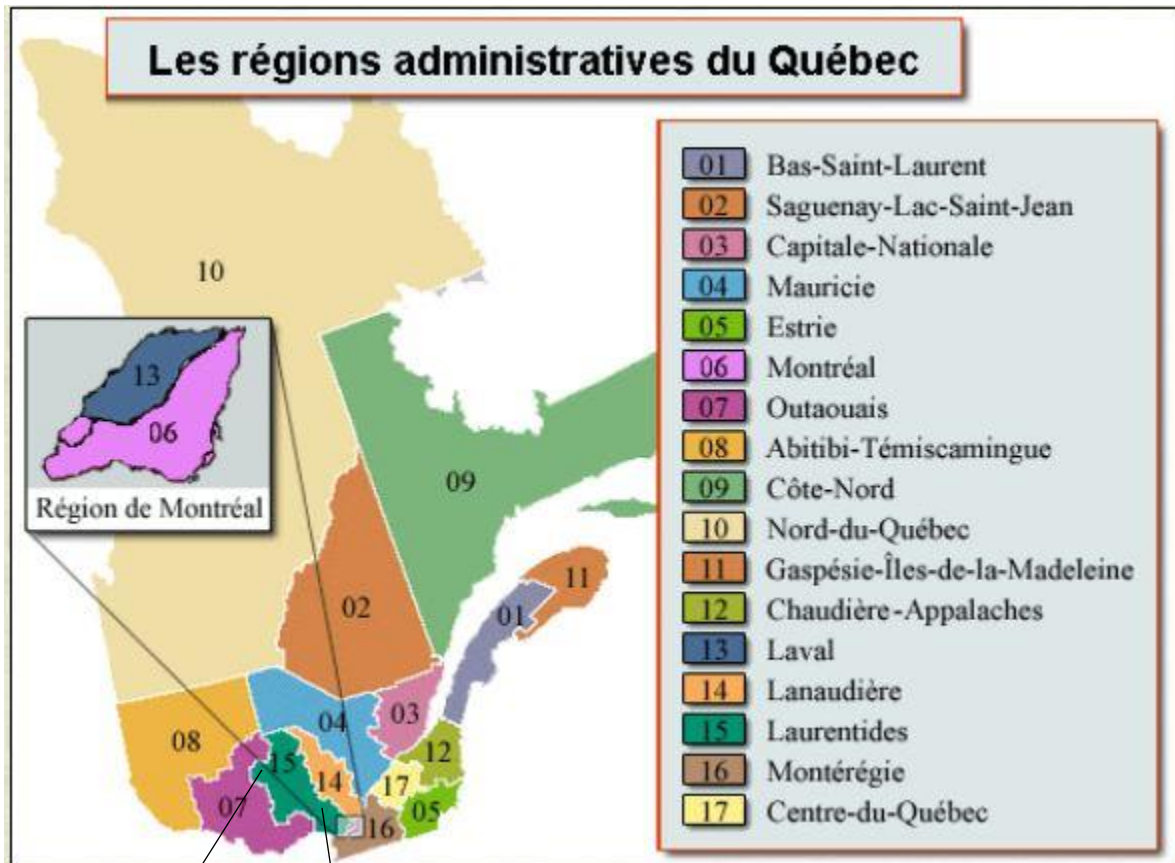 Les régions administratives du Québec
01 Bas-Saint-Laurent
02 Saguenay-Lac-Saint-Jean
03 Capitale-Nationale
04 Mauricie
05 Estrie
06 Montréal
07 Outaouais
08 Abitibi-Témiscamingue
09 Côte-Nord
10 Nord-du-Québec
11 Gaspésie-Îles-de-la-Madeleine
12 Chaudière-Appalaches
13 Laval
14 Lanaudière
15 Laurentides
16 Montérégie
17 Centre-du-Québec
10
13
06
Région de Montréal
09
11
02
01
04
03
08
12
15
14
17
07
05
16